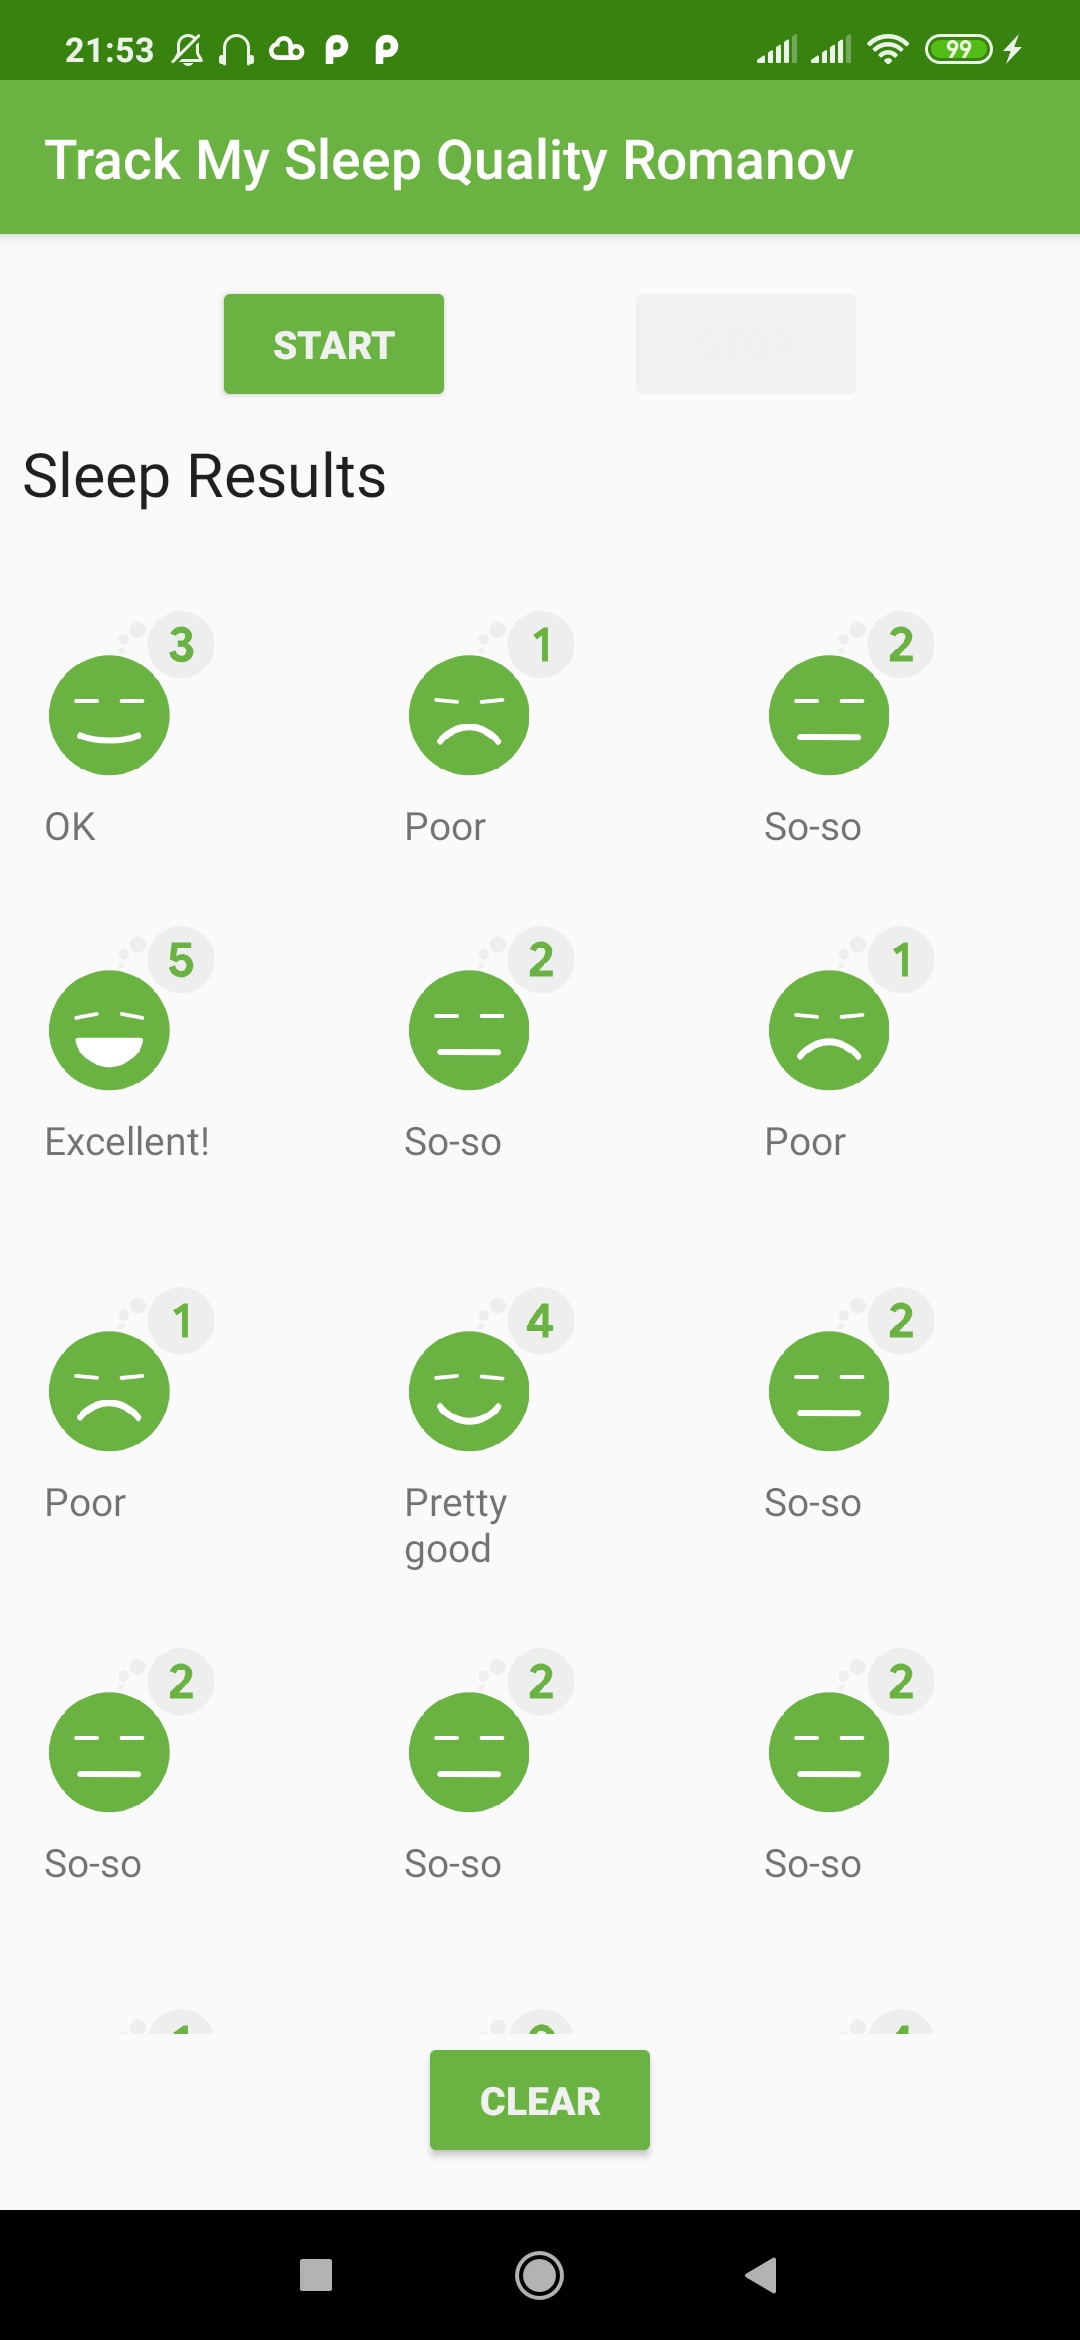 21:53 99
Track My Sleep Quality Romanov
START
Sleep Results
3 1 2
OK Poor So-so
5 2 1
Excellent! So-so Poor
1 4 2
Poor Pretty good So-so
2 2 2
So-so So-so So-so
CLEAR